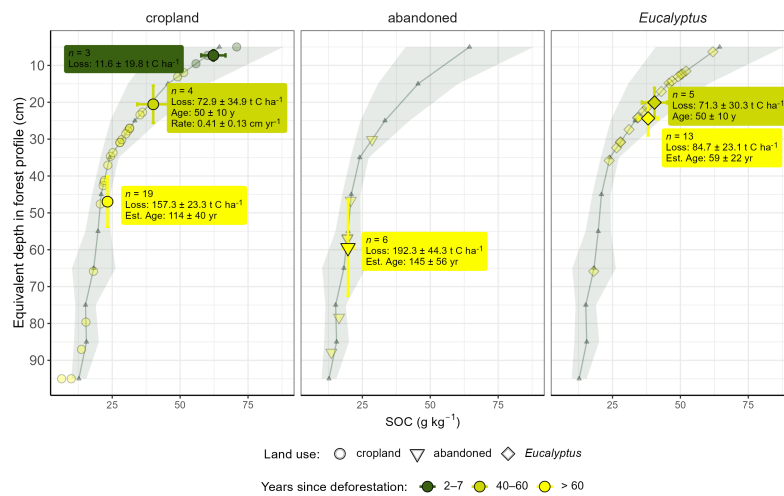 cropland
abandoned
Eucalyptus
Equivalent depth in forest profile (cm)
10
20
30
40
50
60
70
80
90
n = 3
Loss: 11.6 ± 19.8 t C ha⁻¹
n = 4
Loss: 72.9 ± 34.9 t C ha⁻¹
Age: 50 ± 10 y
Rate: 0.41 ± 0.13 cm yr⁻¹
n = 19
Loss: 157.3 ± 23.3 t C ha⁻¹
Est. Age: 114 ± 40 yr
n = 6
Loss: 192.3 ± 44.3 t C ha⁻¹
Est. Age: 145 ± 56 yr
n = 5
Loss: 71.3 ± 30.3 t C ha⁻¹
Age: 50 ± 10 y
n = 13
Loss: 84.7 ± 23.1 t C ha⁻¹
Est. Age: 59 ± 22 yr
25 50 75
25 50 75
25 50 75
SOC (g kg⁻¹)
Land use: cropland abandoned Eucalyptus
Years since deforestation: 2–7 40–60 > 60